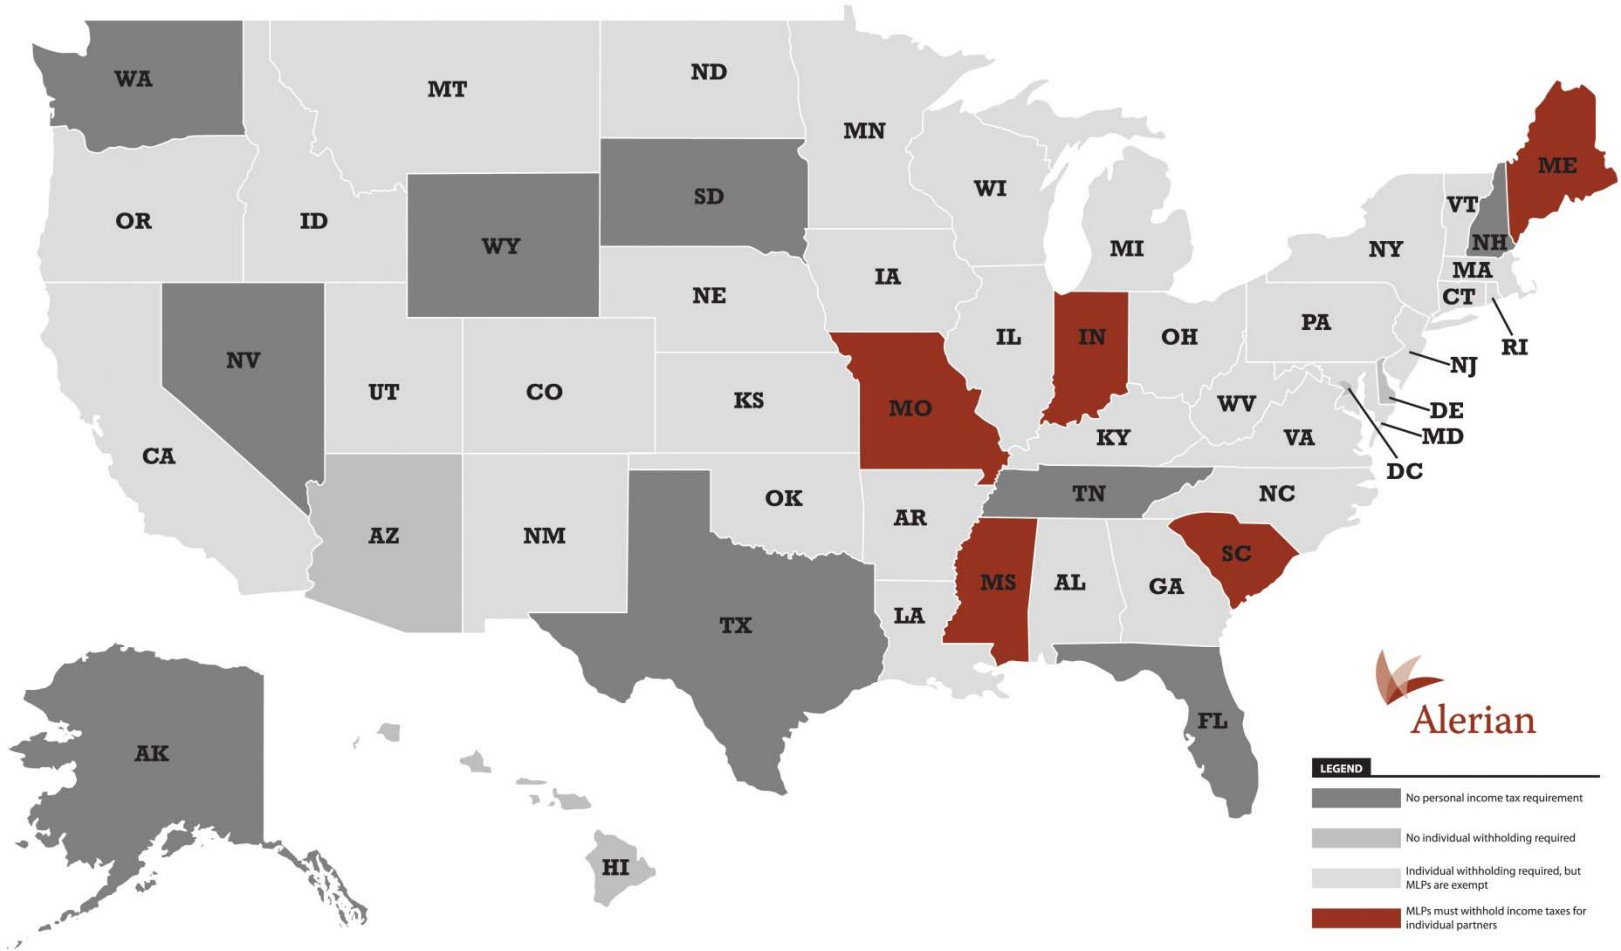 WA
MT
ND
MN
WI
MI
ME
VT
NH
NY
MA
CT
RI
OR
ID
WY
SD
IA
NE
PA
NJ
NV
UT
CO
KS
MO
IL
IN
OH
WV
DE
MD
VA
DC
KY
CA
AZ
NM
OK
AR
TN
NC
SC
MS
AL
GA
LA
TX
FL
AK
HI
Alerian
LEGEND
No personal income tax requirement
No individual withholding required
Individual withholding required, but
MLPs are exempt
MLPs must withhold income taxes for
individual partners